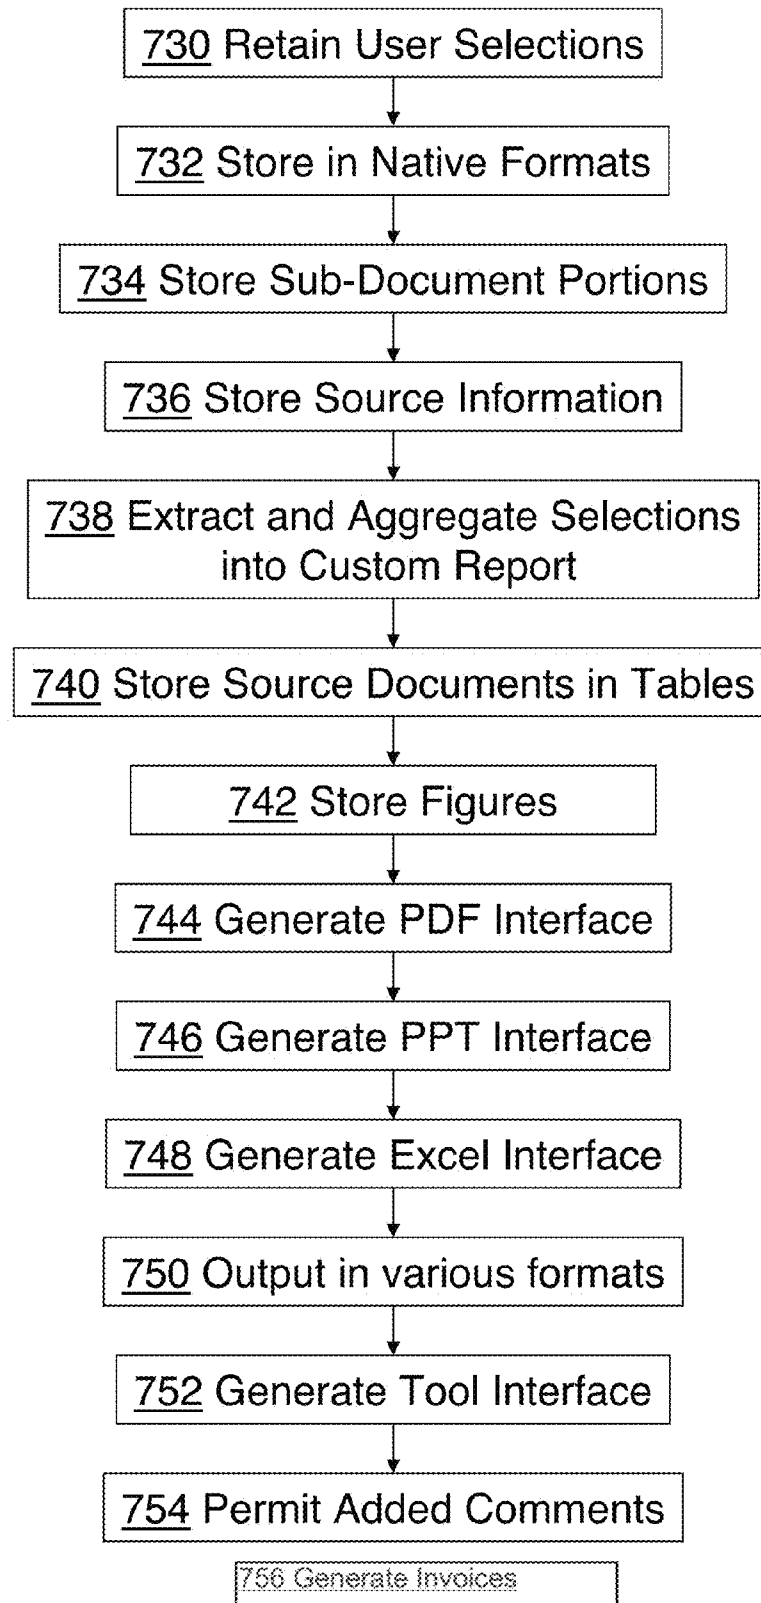 730 Retain User Selections
732 Store in Native Formats
734 Store Sub-Document Portions
736 Store Source Information
738 Extract and Aggregate Selections
into Custom Report
740 Store Source Documents in Tables
742 Store Figures
744 Generate PDF Interface
746 Generate PPT Interface
748 Generate Excel Interface
750 Output in various formats
752 Generate Tool Interface
754 Permit Added Comments
756 Generate Invoices